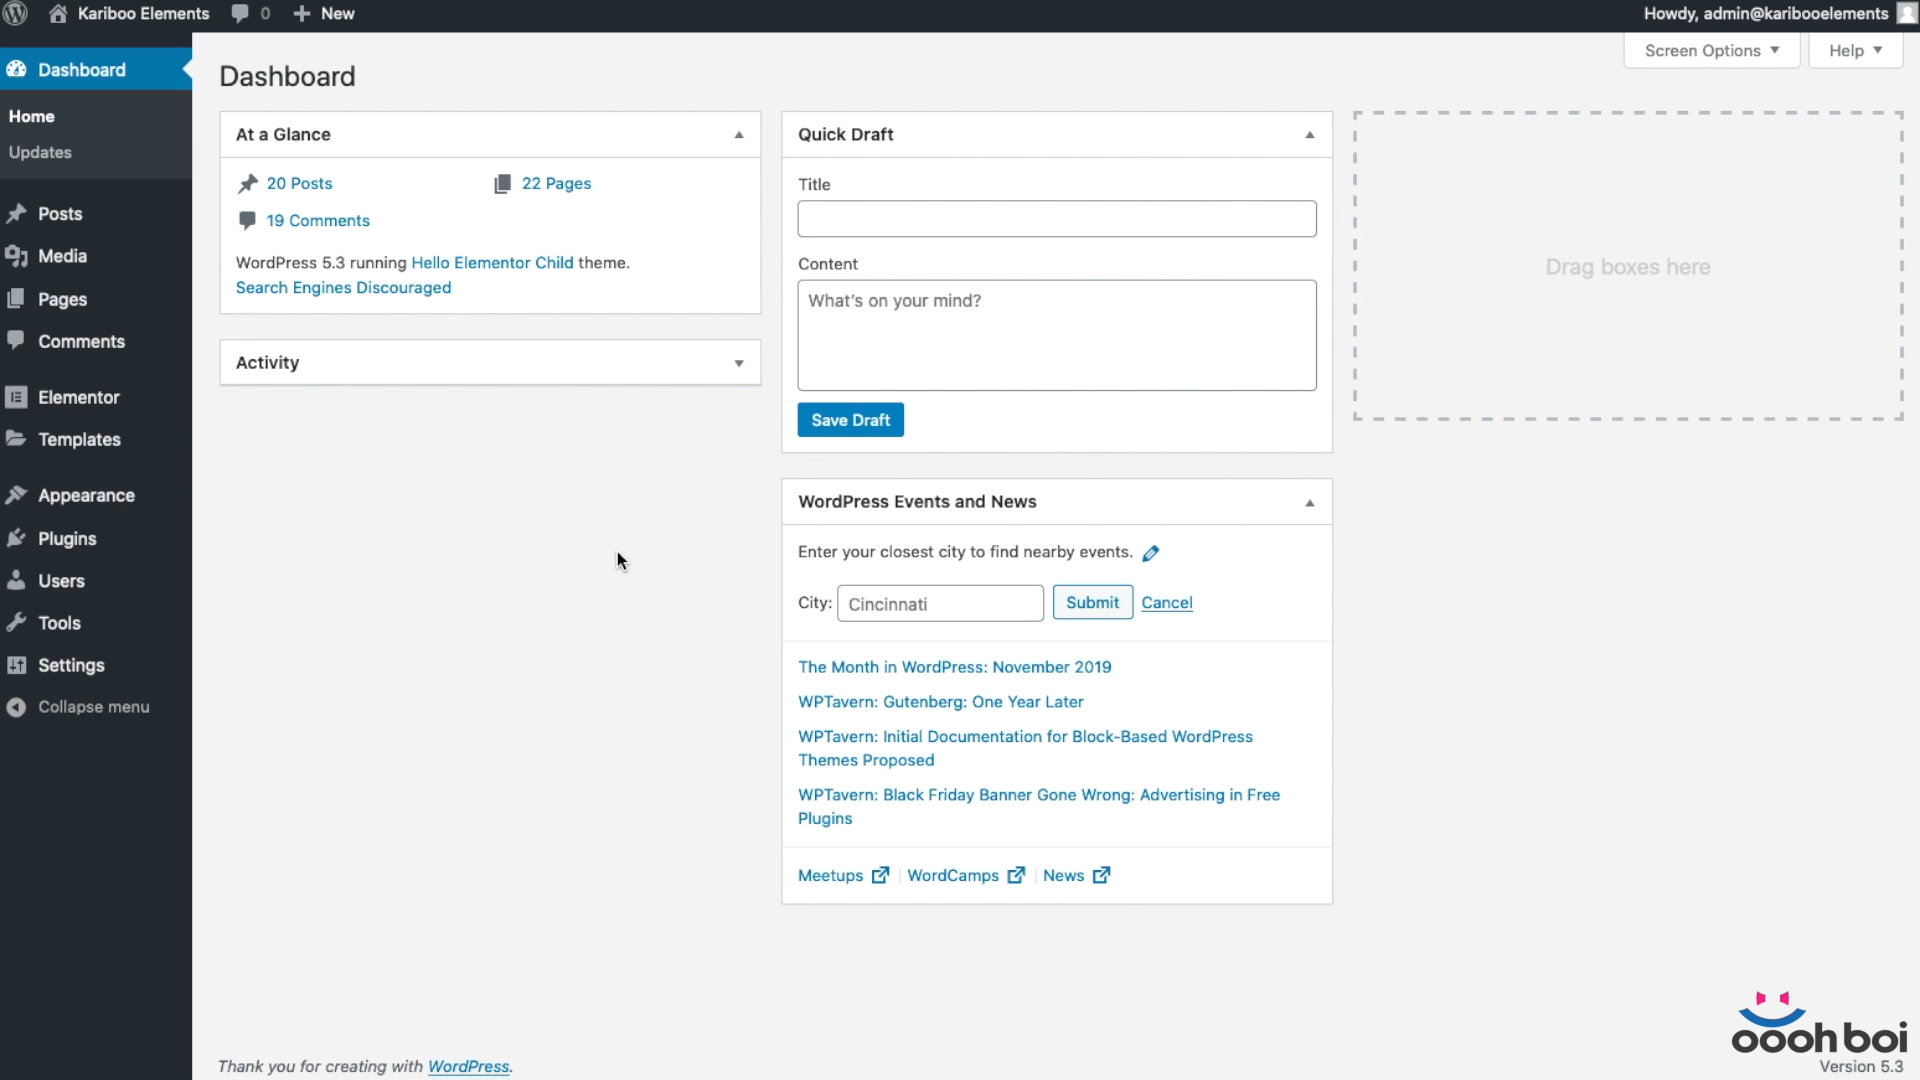 Kariboo Elements
0
New
Howdy, admin@karibooelements
Screen Options
Help
Dashboard
Home
Updates
Posts
Media
Pages
Comments
Elementor
Templates
Appearance
Plugins
Users
Tools
Settings
Collapse menu
Dashboard
At a Glance
20 Posts
22 Pages
19 Comments
WordPress 5.3 running Hello Elementor Child theme.
Search Engines Discouraged
Activity
Quick Draft
Title
Content
What's on your mind?
Save Draft
WordPress Events and News
Enter your closest city to find nearby events.
City:
Cincinnati
Submit
Cancel
The Month in WordPress: November 2019
WPTavern: Gutenberg: One Year Later
WPTavern: Initial Documentation for Block-Based WordPress
Themes Proposed
WPTavern: Black Friday Banner Gone Wrong: Advertising in Free
Plugins
Meetups
WordCamps
News
Drag boxes here
Thank you for creating with WordPress.
oooh boi
Version 5.3